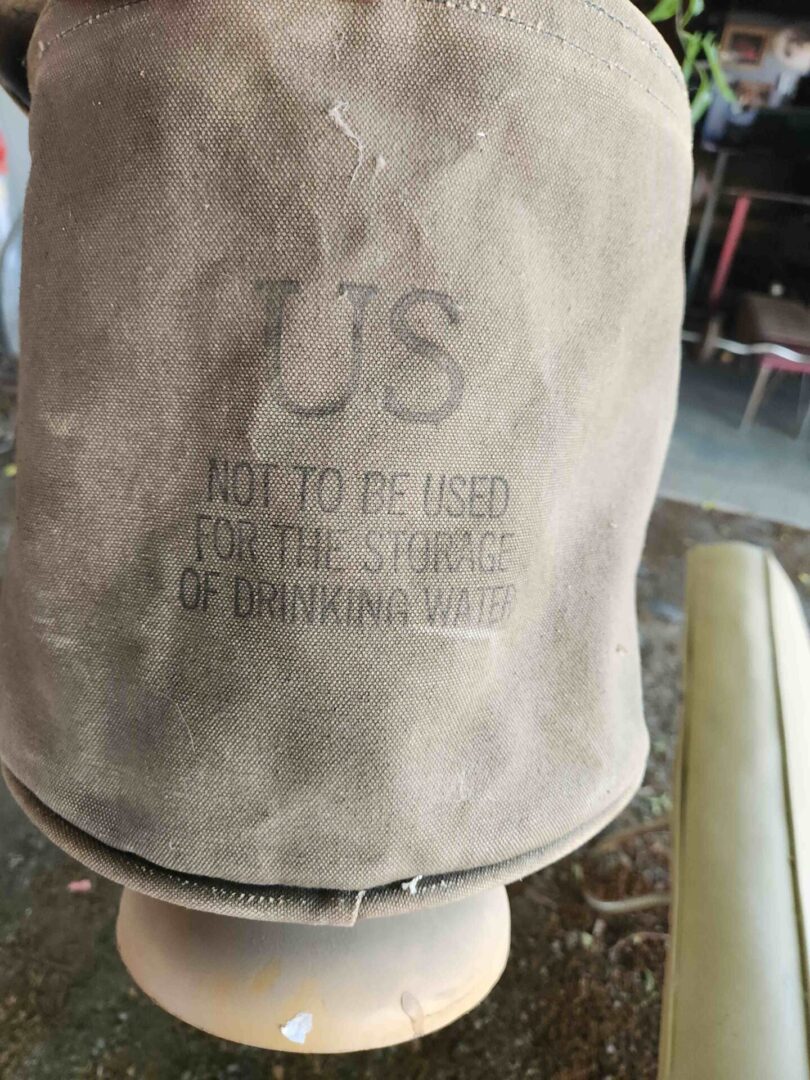 US
NOT TO BE USED
FOR THE STORAGE
OF DRINKING WATER